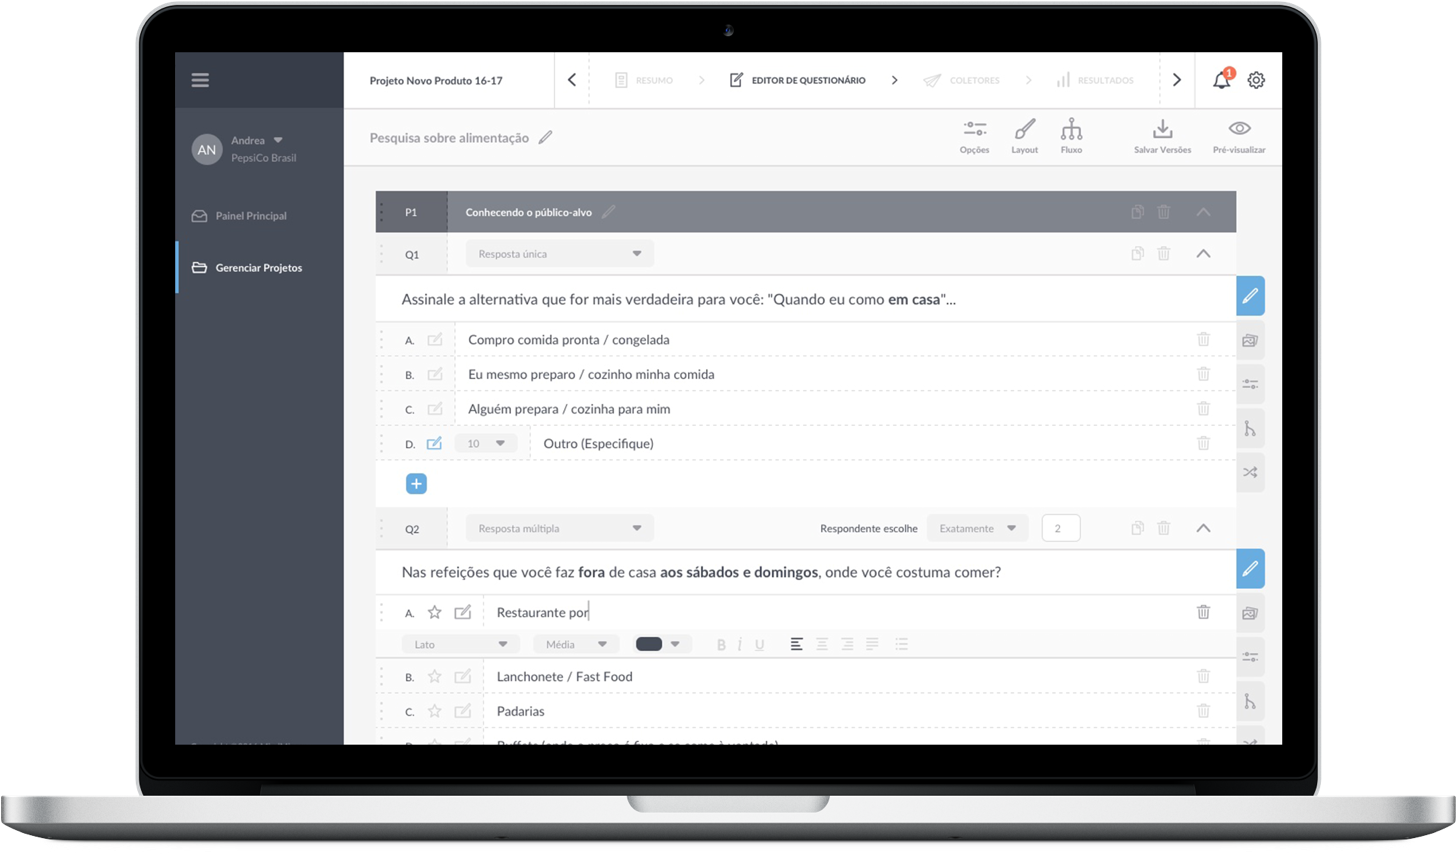 Projeto Novo Produto 16-17
RESUMO
EDITOR DE QUESTIONÁRIO
COLETORES
RESULTADOS
1
AN
Andrea
PepsiCo Brasil
Painel Principal
Gerenciar Projetos
Pesquisa sobre alimentação
Opções
Layout
Fluxo
Salvar Versões
Pré-visualizar
P1
Conhecendo o público-alvo
Q1
Resposta única
Assinale a alternativa que for mais verdadeira para você: "Quando eu como em casa"...
A. Compro comida pronta / congelada
B. Eu mesmo preparo / cozinho minha comida
C. Alguém prepara / cozinha para mim
D. 10 Outro (Especifique)
Q2
Resposta múltipla
Respondente escolhe
Exatamente
2
Nas refeições que você faz fora de casa aos sábados e domingos, onde você costuma comer?
A. Restaurante por
Lato
Média
B i U
B. Lanchonete / Fast Food
C. Padarias